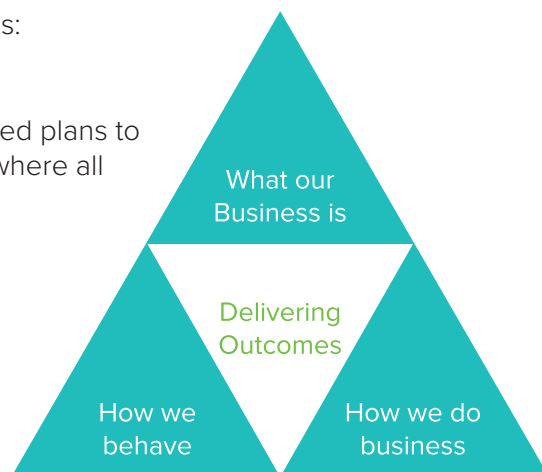 s:
ed plans to
where all
What our
Business is
Delivering
Outcomes
How we
behave
How we do
business